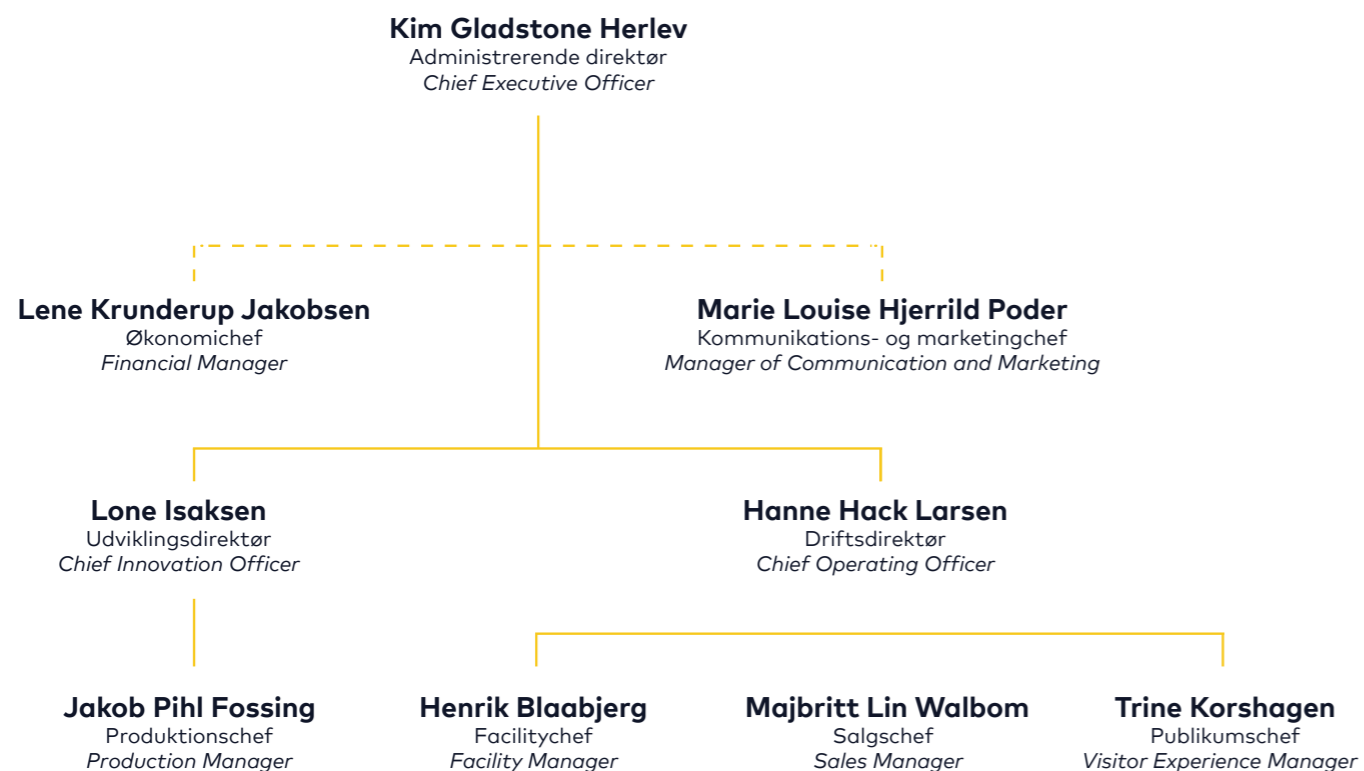 Kim Gladstone Herlev
Administrerende direktør
Chief Executive Officer
Lene Krunderup Jakobsen
Økonomichef
Financial Manager
Marie Louise Hjerrild Poder
Kommunikations- og marketingchef
Manager of Communication and Marketing
Lone Isaksen
Udviklingsdirektør
Chief Innovation Officer
Hanne Hack Larsen
Driftsdirektør
Chief Operating Officer
Jakob Pihl Fossing
Produktionschef
Production Manager
Henrik Blaabjerg
Facilitychef
Facility Manager
Majbritt Lin Walbom
Salgschef
Sales Manager
Trine Korshagen
Publikumschef
Visitor Experience Manager